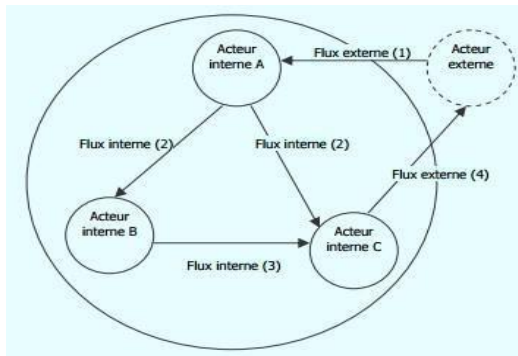 Acteur
interne A
Flux externe (1)
Acteur
externe
Flux interne (2)
Flux interne (2)
Flux externe (4)
Acteur
interne B
Acteur
interne C
Flux interne (3)